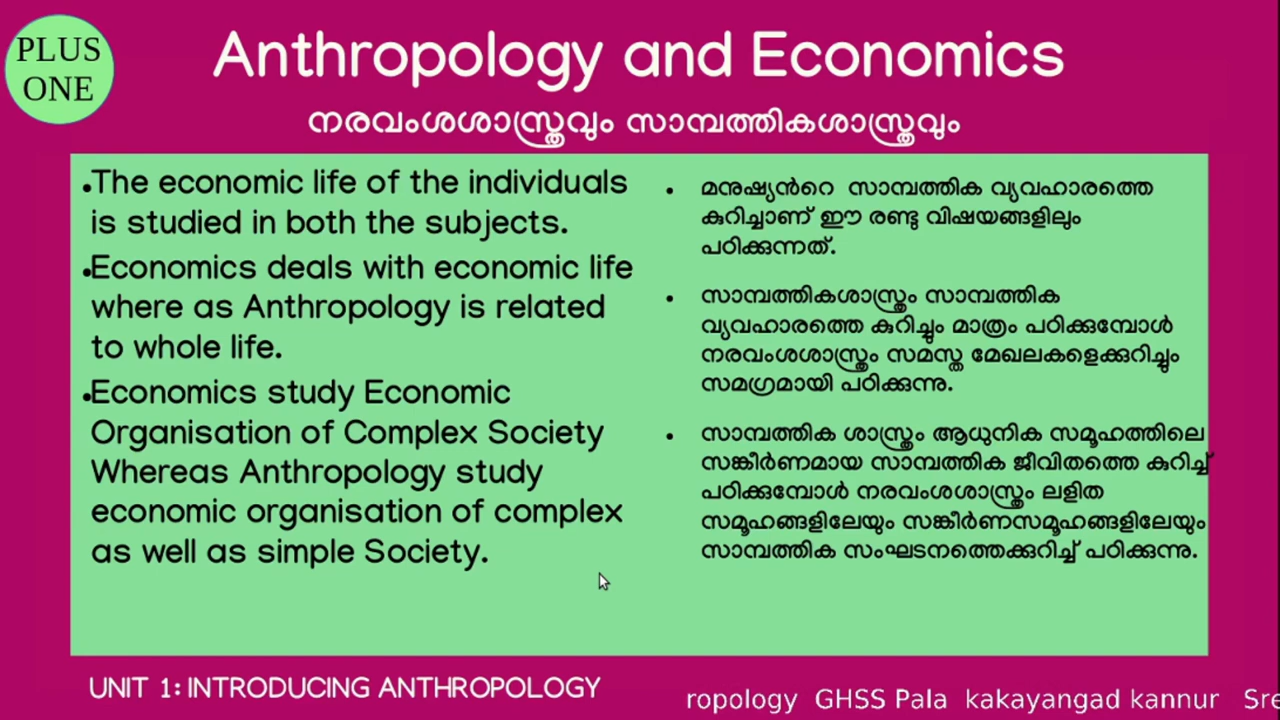 PLUS
ONE
Anthropology and Economics
നരവംശശാസ്ത്രവും സാമ്പത്തികശാസ്ത്രവും
•The economic life of the individuals
is studied in both the subjects.
•Economics deals with economic life
where as Anthropology is related
to whole life.
•Economics study Economic
Organisation of Complex Society
Whereas Anthropology study
economic organisation of complex
as well as simple Society.
• മനുഷ്യൻറെ സാമ്പത്തിക വ്യവഹാരത്തെ
കുറിച്ചാണ് ഈ രണ്ടു വിഷയങ്ങളിലും
പഠിക്കുന്നത്.
• സാമ്പത്തികശാസ്ത്രം സാമ്പത്തിക
വ്യവഹാരത്തെ കുറിച്ചും മാത്രം പഠിക്കുമ്പോൾ
നരവംശശാസ്ത്രം സമസ്ത മേഖലകളെക്കുറിച്ചും
സമഗ്രമായി പഠിക്കുന്നു.
• സാമ്പത്തിക ശാസ്ത്രം ആധുനിക സമൂഹത്തിലെ
സങ്കീർണമായ സാമ്പത്തിക ജീവിതത്തെ കുറിച്ച്
പഠിക്കുമ്പോൾ നരവംശശാസ്ത്രം ലളിത
സമൂഹങ്ങളിലേയും സങ്കീർണസമൂഹങ്ങളിലേയും
സാമ്പത്തിക സംഘടനത്തെക്കുറിച്ച് പഠിക്കുന്നു.
UNIT 1: INTRODUCING ANTHROPOLOGY
ropology GHSS Pala kakayangad kannur Sre